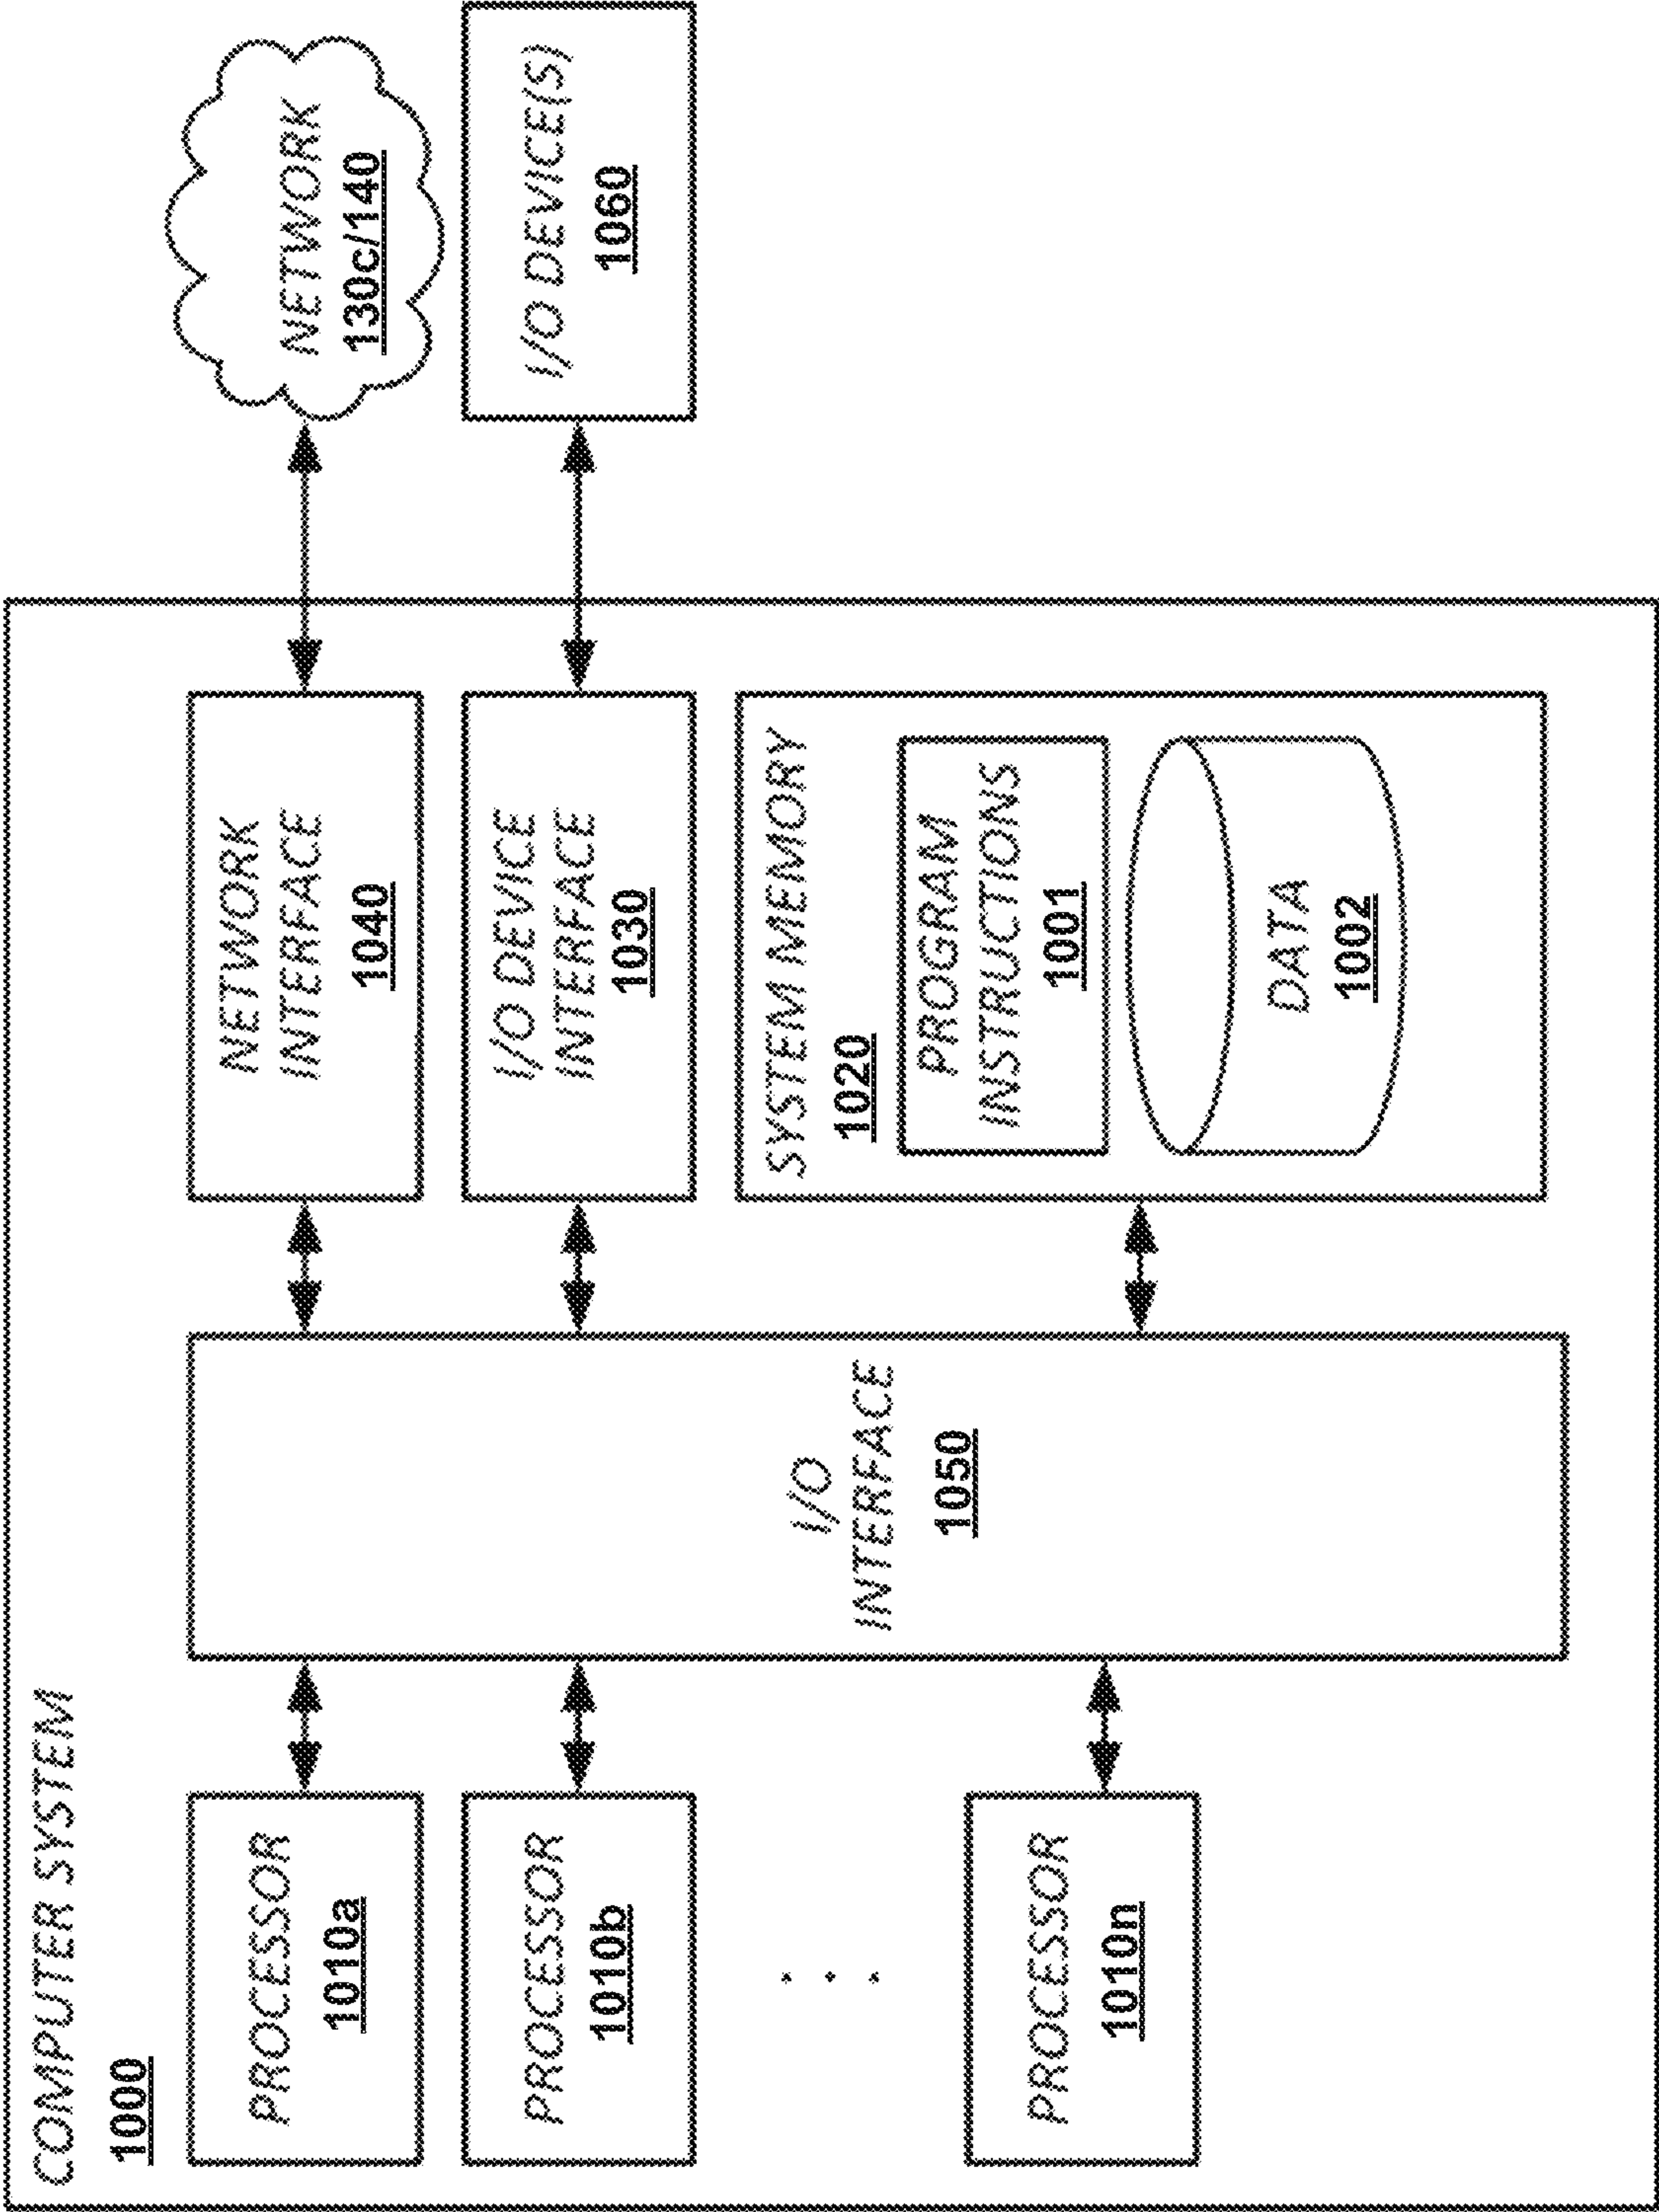 COMPUTER SYSTEM
1000
PROCESSOR
1010a
PROCESSOR
1010b
. . .
PROCESSOR
1010n
I/O
INTERFACE
1050
NETWORK
INTERFACE
1040
I/O DEVICE
INTERFACE
1030
SYSTEM MEMORY
1020
PROGRAM
INSTRUCTIONS
1001
DATA
1002
NETWORK
130c/140
I/O DEVICE(S)
1060